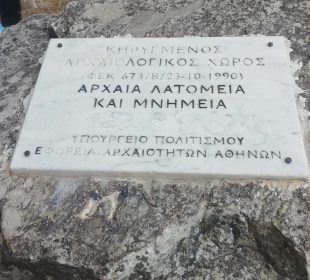 ΚΗΡΥΓΜΕΝΟΣ
ΑΡΧΑΙΟΛΟΓΙΚΟΣ ΧΩΡΟΣ
(ΦΕΚ 673/Β/23-10-1990)
ΑΡΧΑΙΑ ΛΑΤΟΜΕΙΑ
ΚΑΙ ΜΝΗΜΕΙΑ
ΥΠΟΥΡΓΕΙΟ ΠΟΛΙΤΙΣΜΟΥ
ΕΦΟΡΕΙΑ ΑΡΧΑΙΟΤΗΤΩΝ ΑΘΗΝΩΝ